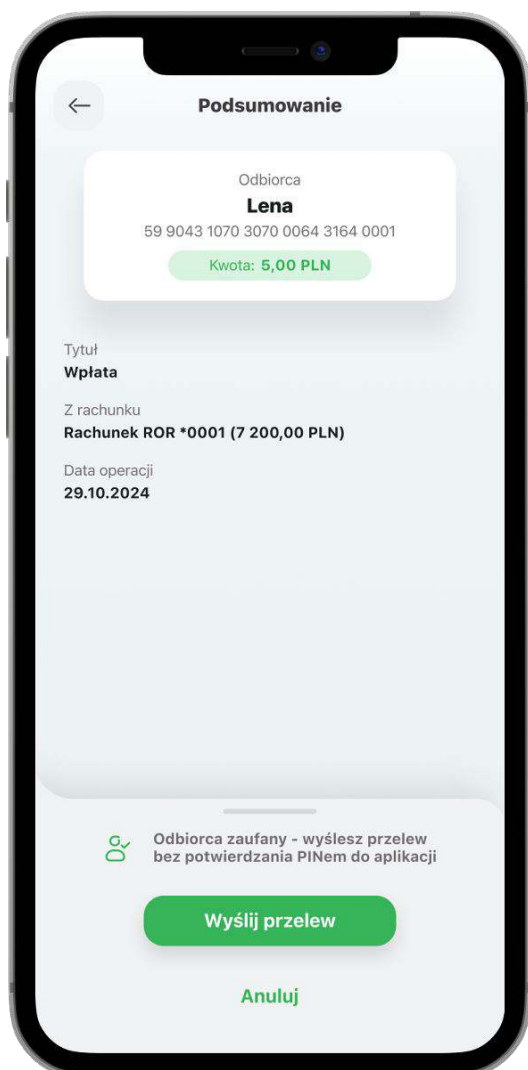 Podsumowanie
Odbiorca
Lena
59 9043 1070 3070 0064 3164 0001
Kwota: 5,00 PLN
Tytuł
Wpłata
Z rachunku
Rachunek ROR *0001 (7 200,00 PLN)
Data operacji
29.10.2024
Odbiorca zaufany - wyślesz przelew
bez potwierdzania PINem do aplikacji
Wyślij przelew
Anuluj